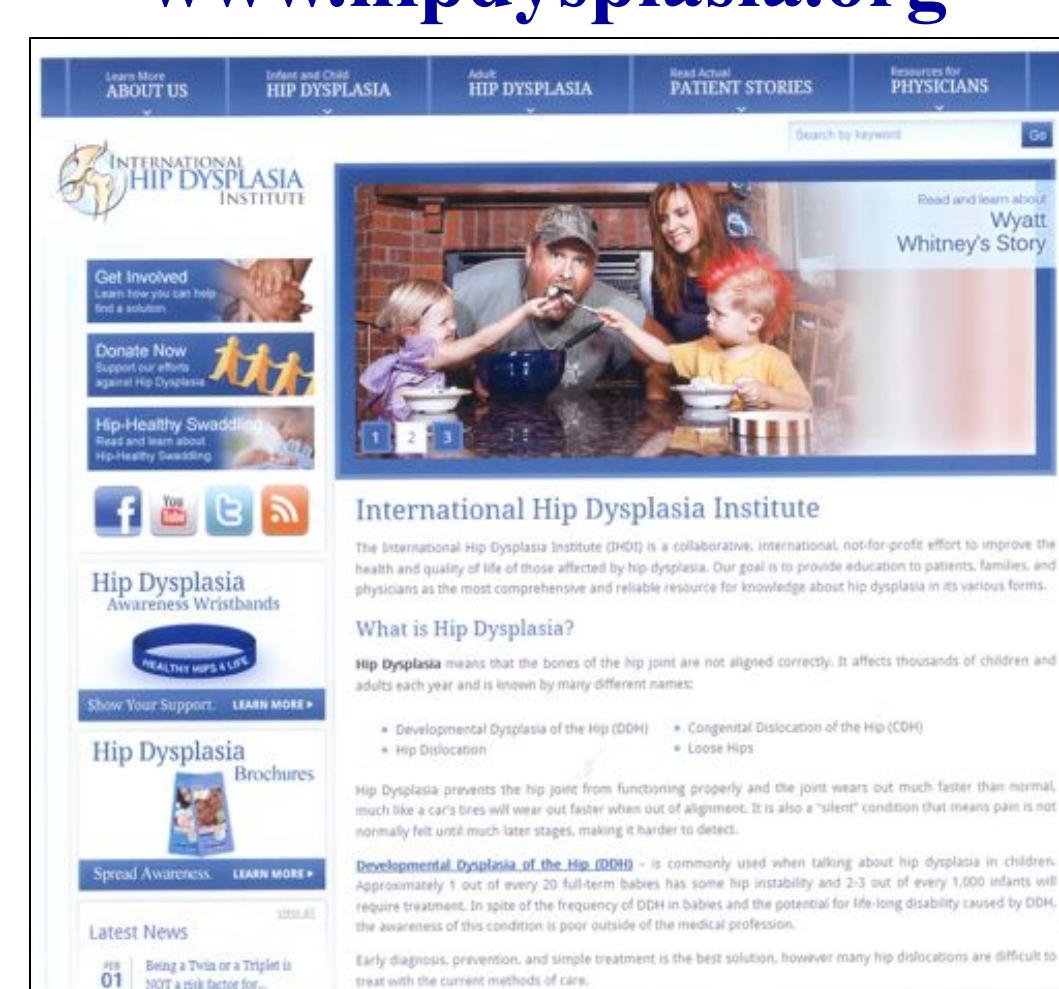 www.hipdysplasia.org
Learn More
ABOUT US
Infant and Child
HIP DYSPLASIA
Adult
HIP DYSPLASIA
Read Actual
PATIENT STORIES
Resources for
PHYSICIANS
Search by keyword
Go
INTERNATIONAL
HIP DYSPLASIA
INSTITUTE
Read and learn about
Wyatt
Whitney's Story
Get Involved
Learn how you can help
find a solution.
Donate Now
Support our efforts
against Hip Dysplasia
Hip-Healthy Swaddling
Read and learn about
Hip-Healthy Swaddling
1 2 3
f You Tube t
International Hip Dysplasia Institute
The International Hip Dysplasia Institute (IHDI) is a collaborative, international, not-for-profit effort to improve the
health and quality of life of those affected by hip dysplasia. Our goal is to provide education to patients, families, and
physicians as the most comprehensive and reliable resource for knowledge about hip dysplasia in its various forms.
What is Hip Dysplasia?
Hip Dysplasia means that the bones of the hip joint are not aligned correctly. It affects thousands of children and
adults each year and is known by many different names:
• Developmental Dysplasia of the Hip (DDH) • Congenital Dislocation of the Hip (CDH)
• Hip Dislocation • Loose Hips
Hip Dysplasia prevents the hip joint from functioning properly and the joint wears out much faster than normal,
much like a car's tires will wear out faster when out of alignment. It is also a "silent" condition that means pain is not
normally felt until much later stages, making it harder to detect.
Developmental Dysplasia of the Hip (DDH) – is commonly used when talking about hip dysplasia in children.
Approximately 1 out of every 20 full-term babies has some hip instability and 2-3 out of every 1,000 infants will
require treatment. In spite of the frequency of DDH in babies and the potential for life-long disability caused by DDH,
the awareness of this condition is poor outside of the medical profession.
Early diagnosis, prevention, and simple treatment is the best solution, however many hip dislocations are difficult to
treat with the current methods of care.
Hip Dysplasia
Awareness Wristbands
HEALTHY HIPS 4 LIFE
Show Your Support. LEARN MORE ▸
Hip Dysplasia
Brochures
Spread Awareness. LEARN MORE ▸
view all
Latest News
FEB
01
Being a Twin or a Triplet is
NOT a risk factor for...